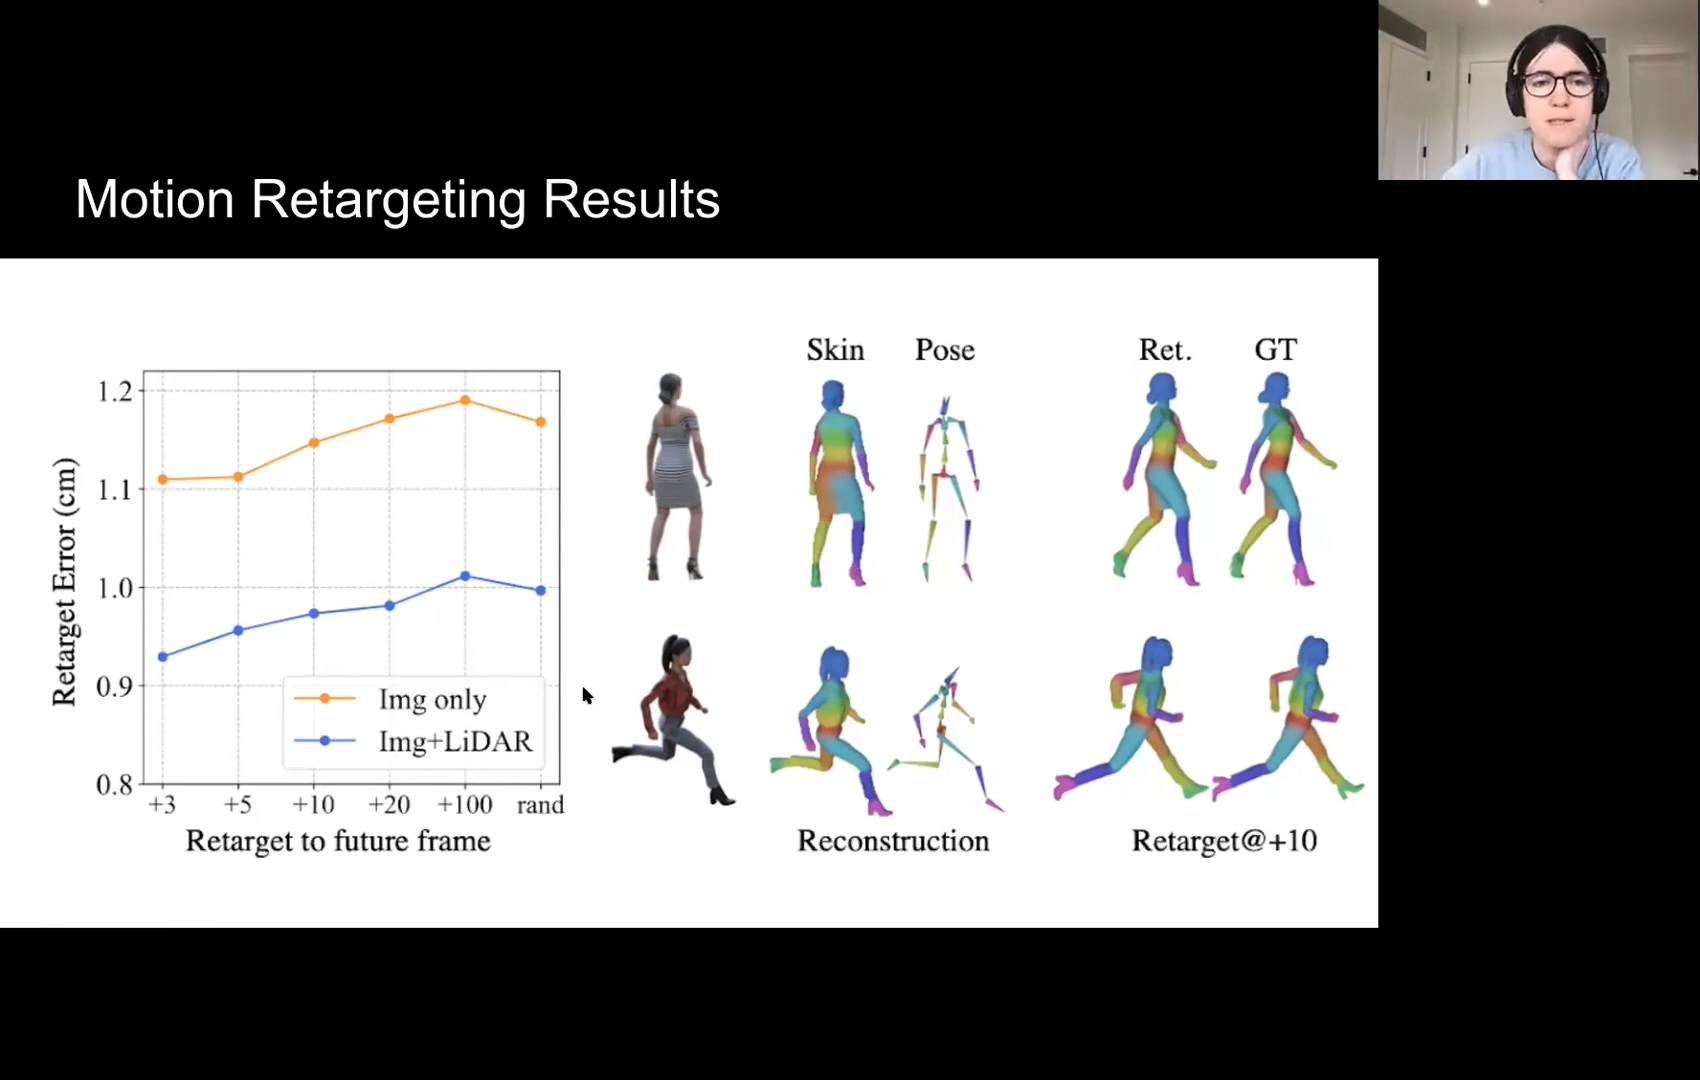 Motion Retargeting Results
Retarget Error (cm)
1.2
1.1
1.0
0.9
0.8
Img only
Img+LiDAR
+3 +5 +10 +20 +100 rand
Retarget to future frame
Skin Pose
Reconstruction
Ret. GT
Retarget@+10